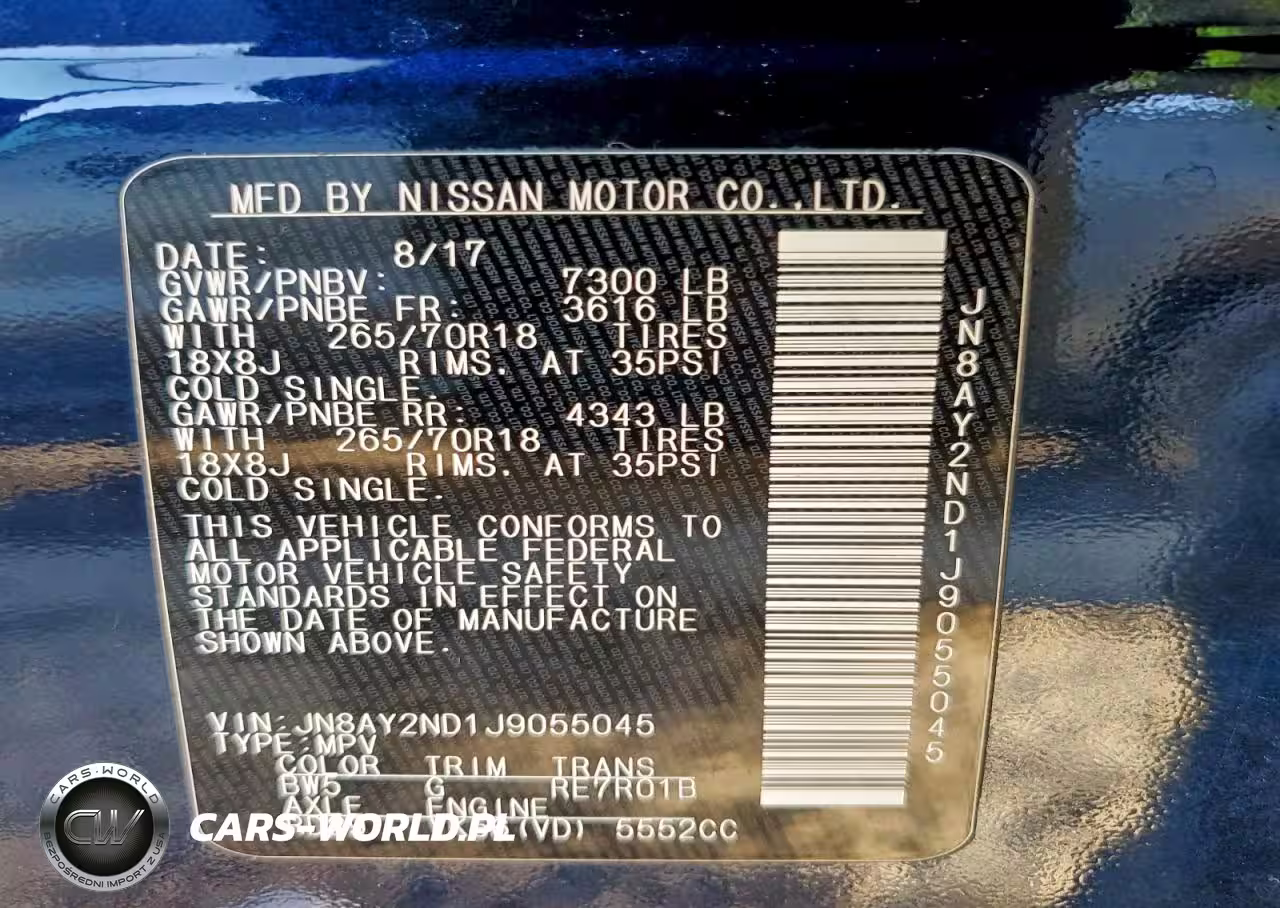 MFD BY NISSAN MOTOR CO.,LTD.
DATE: 8/17
GVWR/PNBV: 7300 LB
GAWR/PNBE FR: 3616 LB
WITH 265/70R18 TIRES
18X8J RIMS. AT 35PSI
COLD SINGLE.
GAWR/PNBE RR: 4343 LB
WITH 265/70R18 TIRES
18X8J RIMS. AT 35PSI
COLD SINGLE.
THIS VEHICLE CONFORMS TO
ALL APPLICABLE FEDERAL
MOTOR VEHICLE SAFETY
STANDARDS IN EFFECT ON
THE DATE OF MANUFACTURE
SHOWN ABOVE.
VIN:JN8AY2ND1J9055045
TYPE:MPV
COLOR TRIM TRANS
BW5 G RE7R01B
AXLE ENGINE
(VD) 5552CC
JN8AY2ND1J9055045
CARS-WORLD
CW
BEZPOŚREDNI IMPORT Z USA
CARS-WORLD.PL